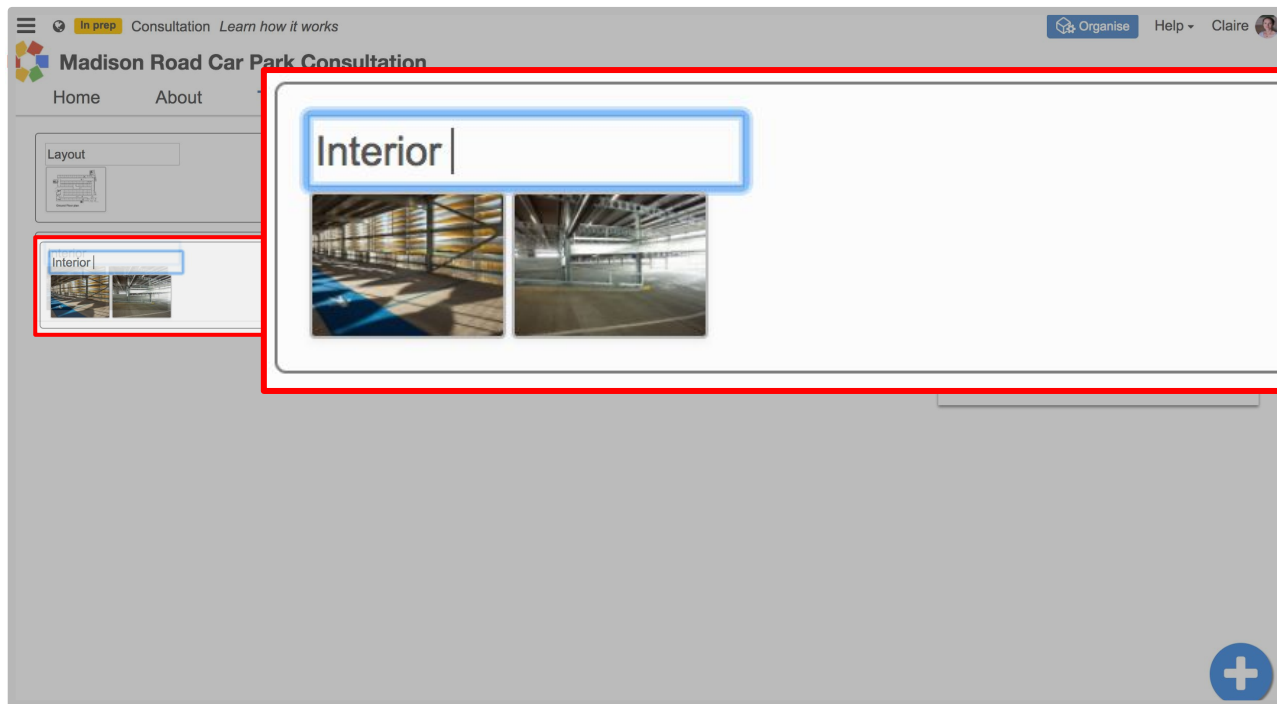 In prep Consultation Learn how it works Organise Help Claire
Madison Road Car Park Consultation
Home About
Layout
Interior
Interior